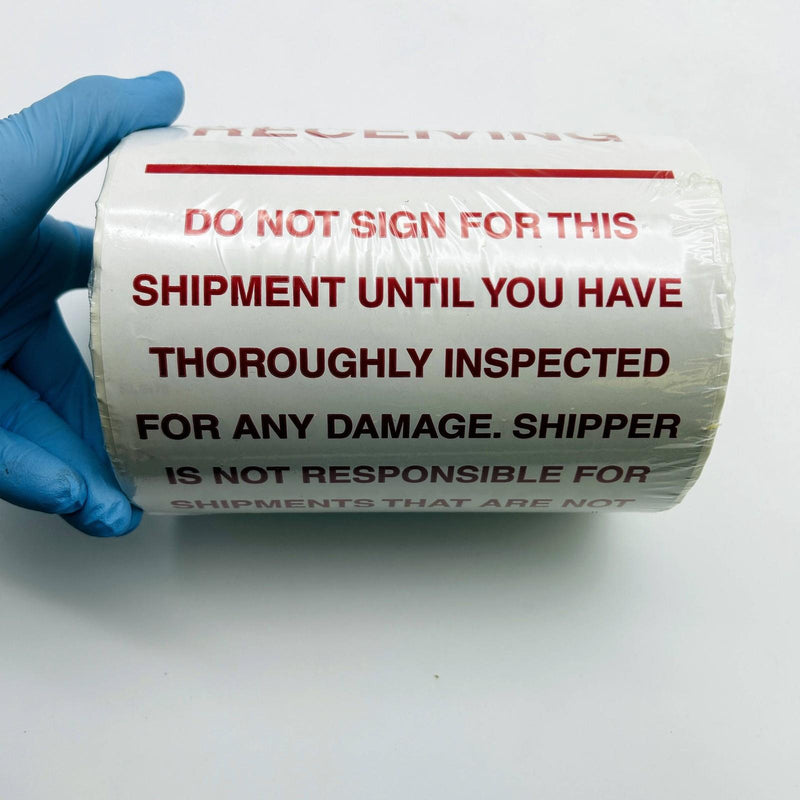 RECEIVING
DO NOT SIGN FOR THIS
SHIPMENT UNTIL YOU HAVE
THOROUGHLY INSPECTED
FOR ANY DAMAGE. SHIPPER
IS NOT RESPONSIBLE FOR
SHIPMENTS THAT ARE NOT